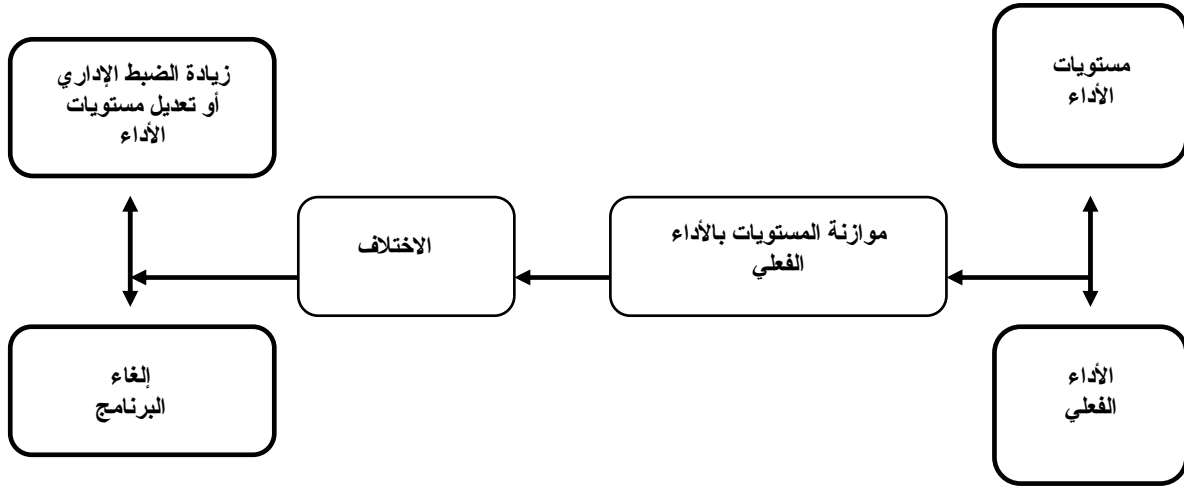 مستويات
الأداء
الأداء
الفعلي
موازنة المستويات بالأداء
الفعلي
الاختلاف
زيادة الضبط الإداري
أو تعديل مستويات
الأداء
إلغاء
البرنامج